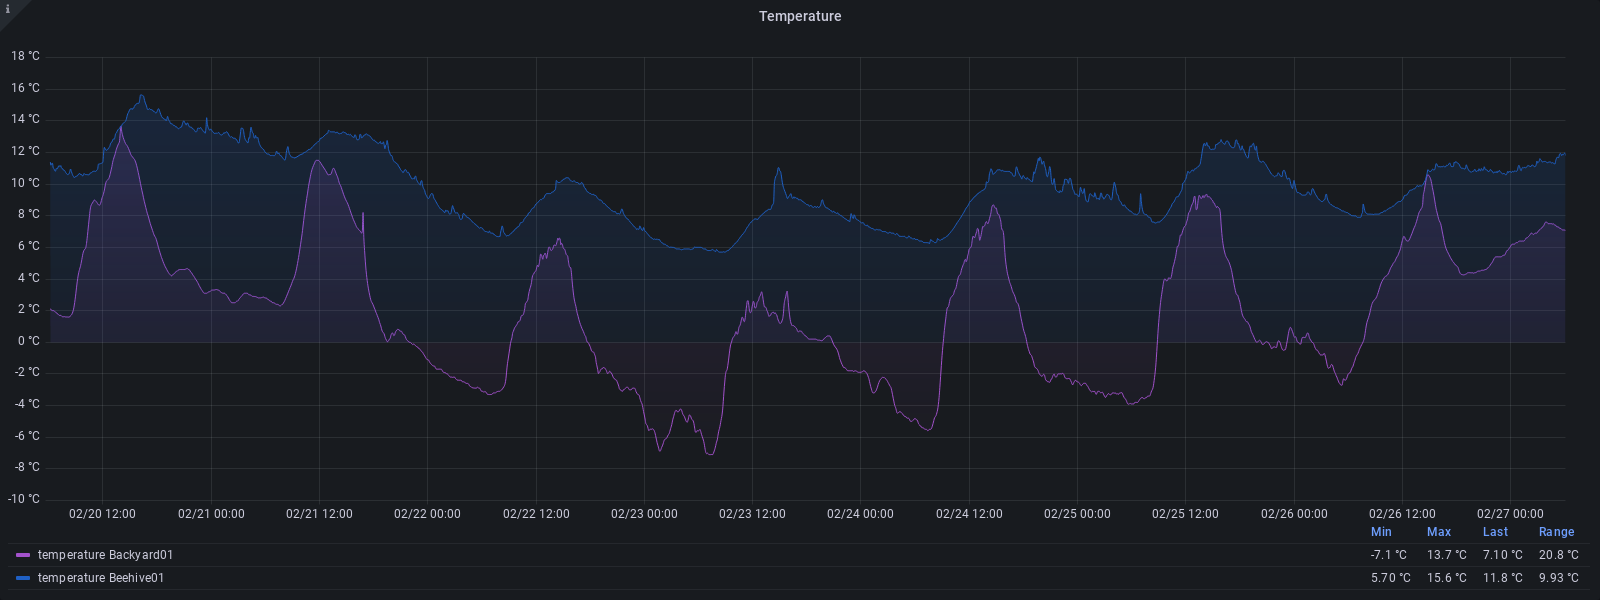 i
Temperature
18 °C
16 °C
14 °C
12 °C
10 °C
8 °C
6 °C
4 °C
2 °C
0 °C
-2 °C
-4 °C
-6 °C
-8 °C
-10 °C
02/20 12:00 02/21 00:00 02/21 12:00 02/22 00:00 02/22 12:00 02/23 00:00 02/23 12:00 02/24 00:00 02/24 12:00 02/25 00:00 02/25 12:00 02/26 00:00 02/26 12:00 02/27 00:00
Min Max Last Range
temperature Backyard01 -7.1 °C 13.7 °C 7.10 °C 20.8 °C
temperature Beehive01 5.70 °C 15.6 °C 11.8 °C 9.93 °C